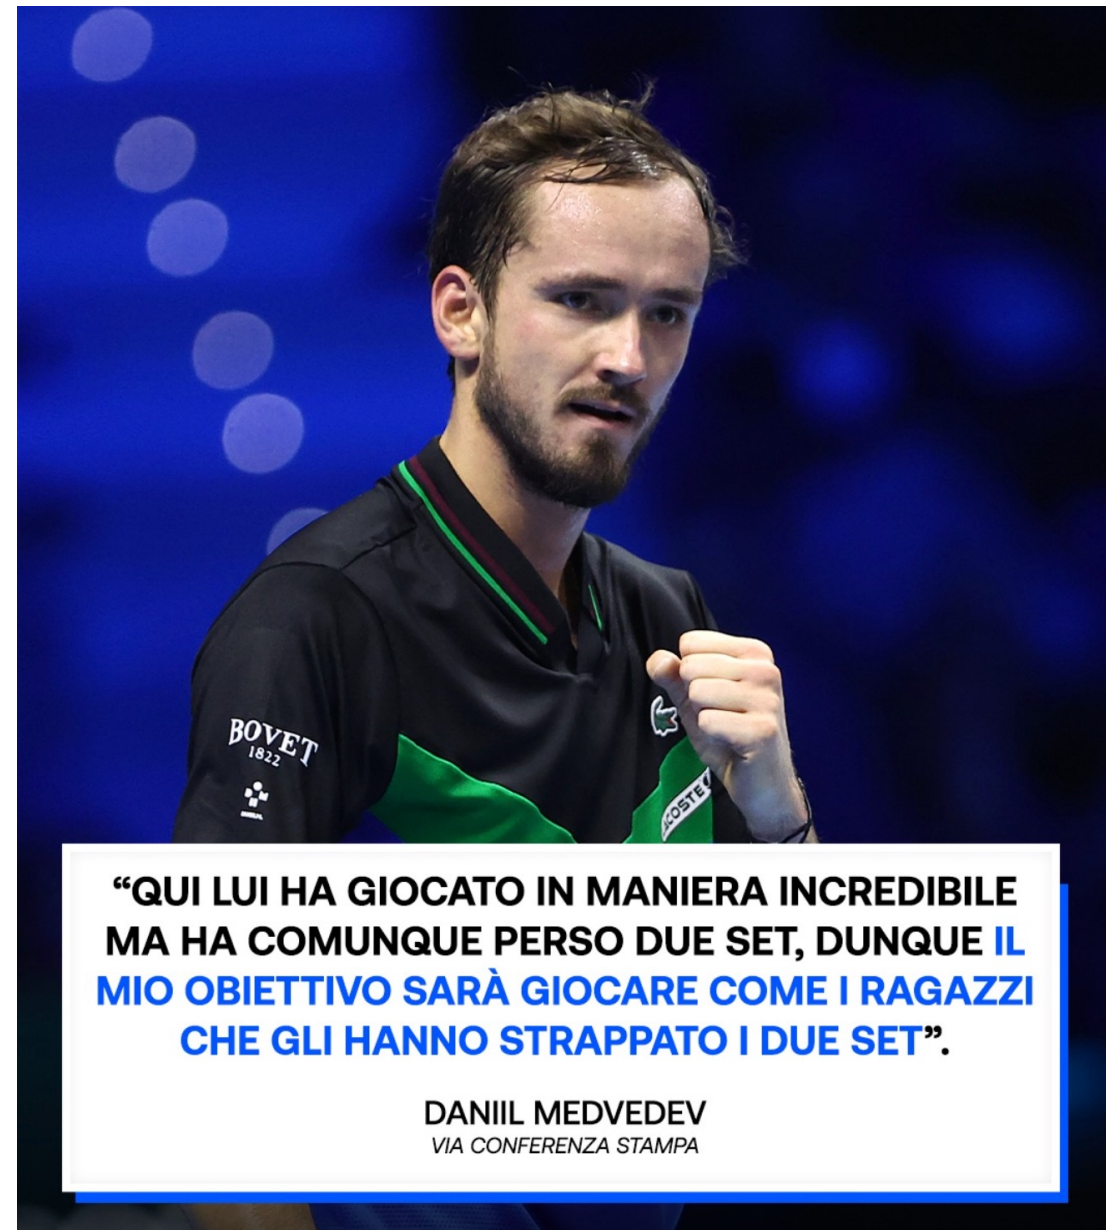 BOVET
1822
LACOSTE
“QUI LUI HA GIOCATO IN MANIERA INCREDIBILE
MA HA COMUNQUE PERSO DUE SET, DUNQUE IL
MIO OBIETTIVO SARÀ GIOCARE COME I RAGAZZI
CHE GLI HANNO STRAPPATO I DUE SET”.
DANIIL MEDVEDEV
VIA CONFERENZA STAMPA